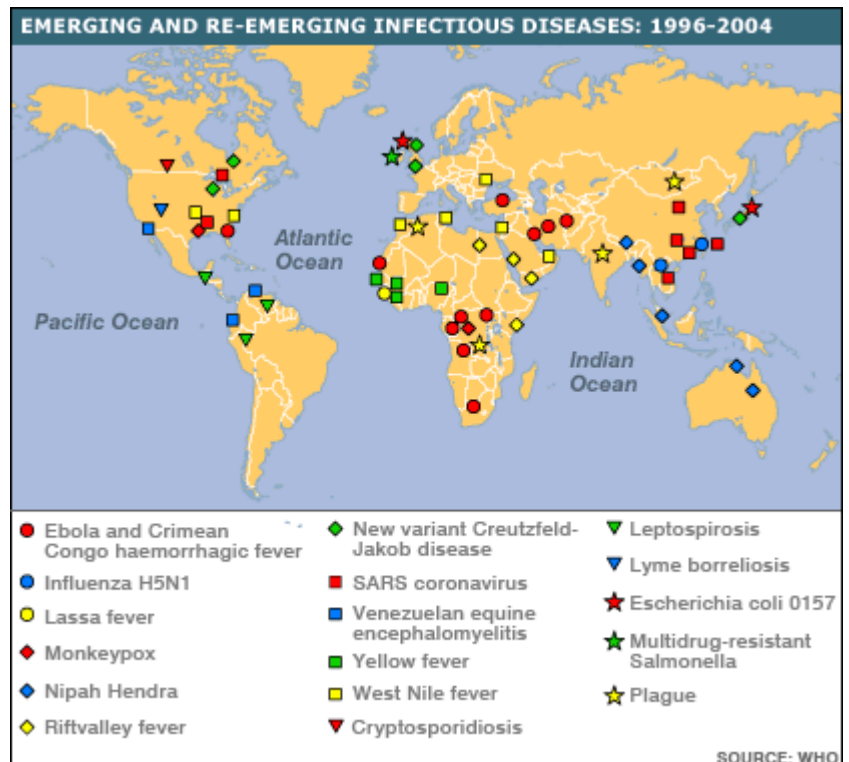 EMERGING AND RE-EMERGING INFECTIOUS DISEASES: 1996-2004
Atlantic
Ocean
Pacific Ocean
Indian
Ocean
Ebola and Crimean
Congo haemorrhagic fever
Influenza H5N1
Lassa fever
Monkeypox
Nipah Hendra
Riftvalley fever
New variant Creutzfeld-
Jakob disease
SARS coronavirus
Venezuelan equine
encephalomyelitis
Yellow fever
West Nile fever
Cryptosporidiosis
Leptospirosis
Lyme borreliosis
Escherichia coli 0157
Multidrug-resistant
Salmonella
Plague
SOURCE: WHO